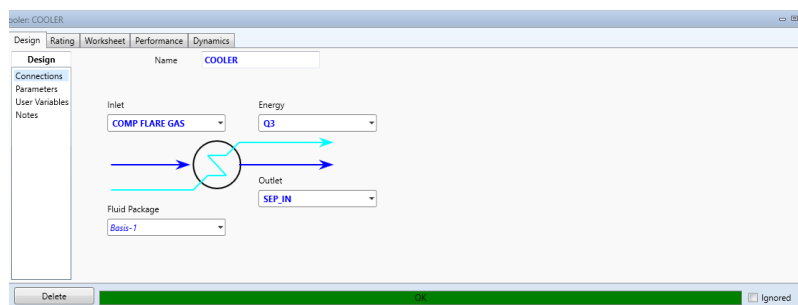 COOLER
Design Rating Worksheet Performance Dynamics
Design
Connections
Parameters
User Variables
Notes
Name COOLER
Inlet
COMP FLARE GAS
Energy
Q3
Outlet
SEP_IN
Fluid Package
Basis-1
Delete OK Ignored